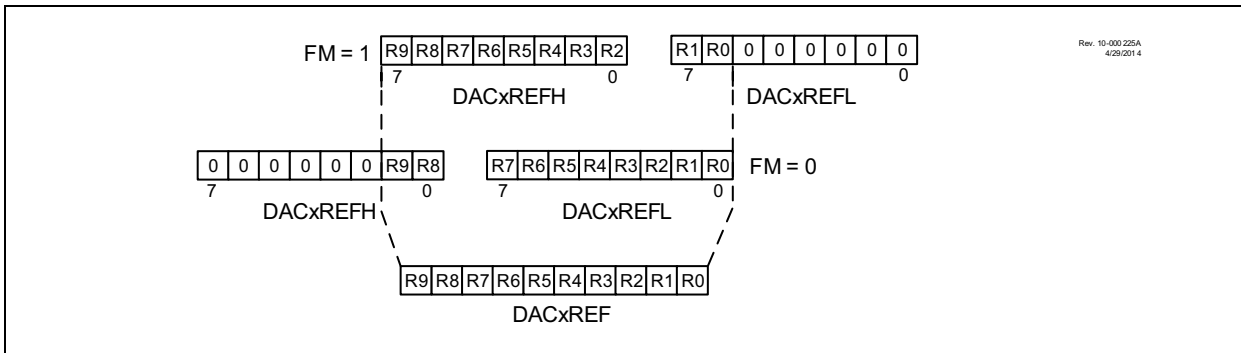 FM = 1 R9 R8 R7 R6 R5 R4 R3 R2 R1 R0 0 0 0 0 0 0
7 0 7 0
DACxREFH DACxREFL
Rev. 10-000 225A
4/29/201 4
0 0 0 0 0 0 R9 R8 R7 R6 R5 R4 R3 R2 R1 R0 FM = 0
7 0 7 0
DACxREFH DACxREFL
R9 R8 R7 R6 R5 R4 R3 R2 R1 R0
DACxREF